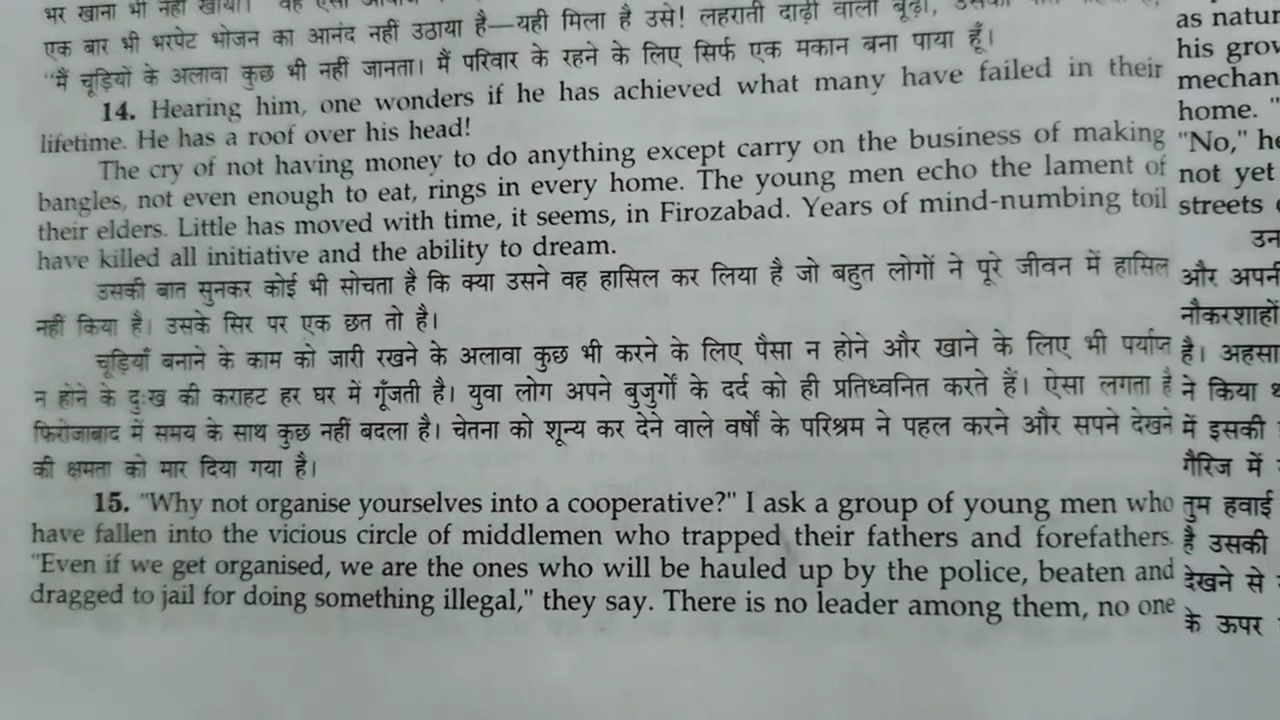 भर खाना भी नहीं खाया। वह ऐसी
एक बार भी भरपेट भोजन का आनंद नहीं उठाया है—यही मिला है उसे! लहराती दाढ़ी वाला बूढ़ा,
"मैं चूड़ियों के अलावा कुछ भी नहीं जानता। मैं परिवार के रहने के लिए सिर्फ एक मकान बना पाया हूँ।
14. Hearing him, one wonders if he has achieved what many have failed in their
lifetime. He has a roof over his head!
The cry of not having money to do anything except carry on the business of making
bangles, not even enough to eat, rings in every home. The young men echo the lament of
their elders. Little has moved with time, it seems, in Firozabad. Years of mind-numbing toil
have killed all initiative and the ability to dream.
उसकी बात सुनकर कोई भी सोचता है कि क्या उसने वह हासिल कर लिया है जो बहुत लोगों ने पूरे जीवन में हासिल
नहीं किया है। उसके सिर पर एक छत तो है।
चूड़ियाँ बनाने के काम को जारी रखने के अलावा कुछ भी करने के लिए पैसा न होने और खाने के लिए भी पर्याप्त
न होने के दुःख की कराहट हर घर में गूँजती है। युवा लोग अपने बुजुर्गों के दर्द को ही प्रतिध्वनित करते हैं। ऐसा लगता है
फिरोजाबाद में समय के साथ कुछ नहीं बदला है। चेतना को शून्य कर देने वाले वर्षों के परिश्रम ने पहल करने और सपने देखने
की क्षमता को मार दिया गया है।
15. "Why not organise yourselves into a cooperative?" I ask a group of young men who
have fallen into the vicious circle of middlemen who trapped their fathers and forefathers.
"Even if we get organised, we are the ones who will be hauled up by the police, beaten and
dragged to jail for doing something illegal," they say. There is no leader among them, no one
as natur
his grow
mechan
home. "
"No," he
not yet
streets
उन
और अपनी
नौकरशाहों
है। अहसा
ने किया
में इसकी
गैरिज में
तुम हवाई
है उसकी
देखने से
के ऊपर